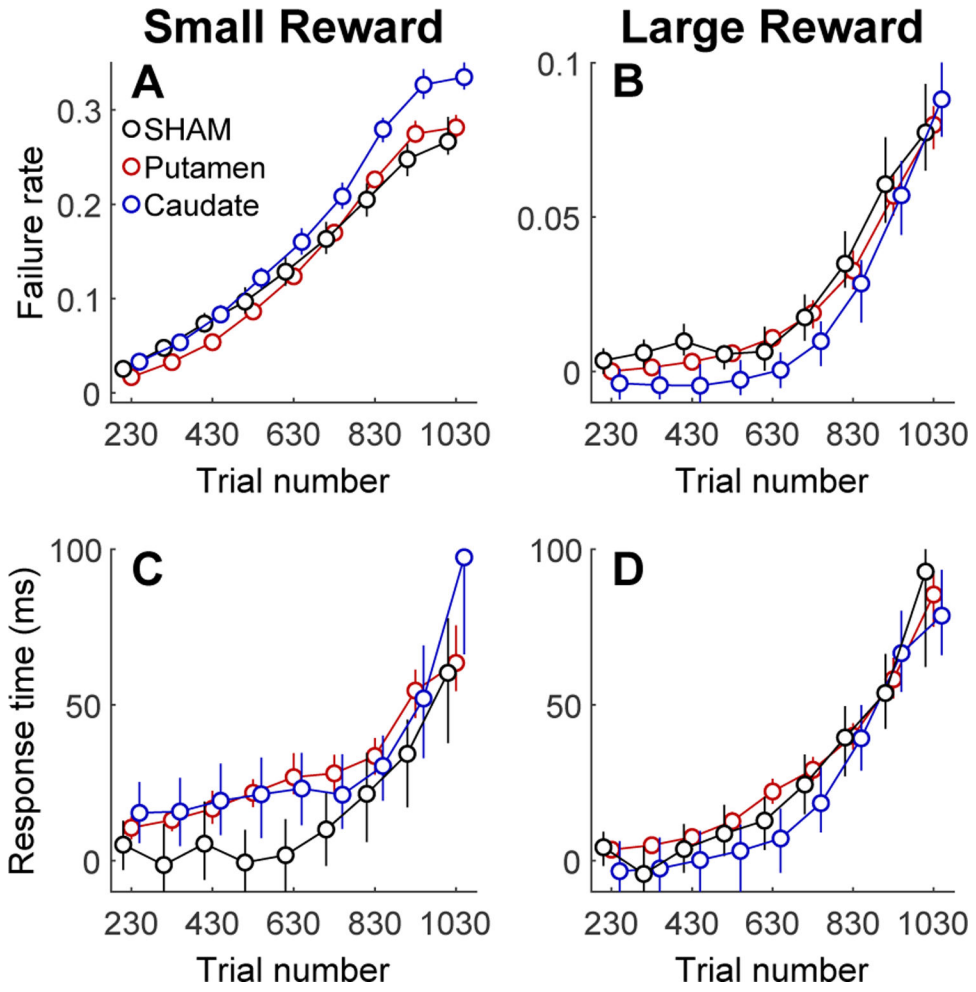 Small Reward
Large Reward
A
SHAM
Putamen
Caudate
Failure rate
0.3
0.2
0.1
0
230 430 630 830 1030
Trial number
B
0.1
0.05
0
230 430 630 830 1030
Trial number
C
Response time (ms)
100
50
0
230 430 630 830 1030
Trial number
D
100
50
0
230 430 630 830 1030
Trial number